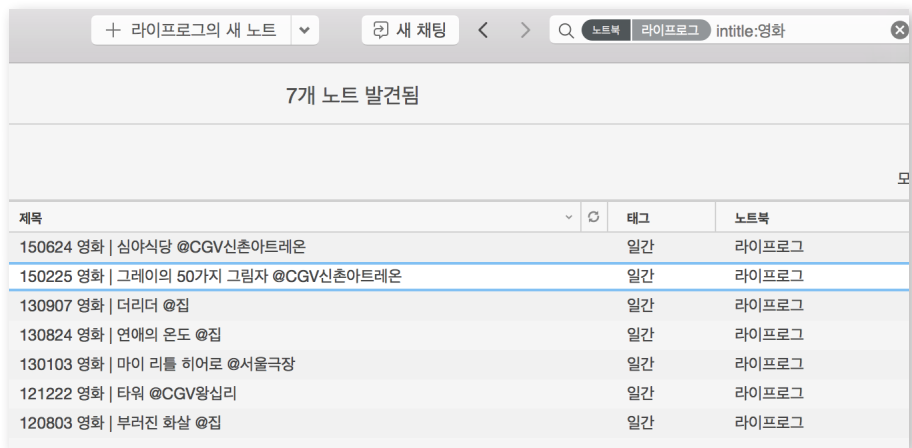 라이프로그의 새 노트 새 채팅 노트북 라이프로그 intitle:영화
7개 노트 발견됨
모
제목 태그 노트북
150624 영화 | 심야식당 @CGV신촌아트레온 일간 라이프로그
150225 영화 | 그레이의 50가지 그림자 @CGV신촌아트레온 일간 라이프로그
130907 영화 | 더리더 @집 일간 라이프로그
130824 영화 | 연애의 온도 @집 일간 라이프로그
130103 영화 | 마이 리틀 히어로 @서울극장 일간 라이프로그
121222 영화 | 타워 @CGV왕십리 일간 라이프로그
120803 영화 | 부러진 화살 @집 일간 라이프로그